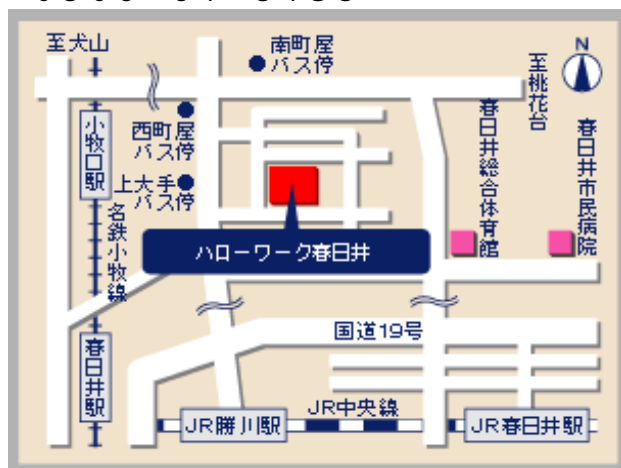 至犬山
南町屋
バス停
N
至桃花台
小牧口駅
西町屋
バス停
春日井総合体育館
春日井市民病院
上大手
バス停
名鉄小牧線
ハローワーク春日井
国道19号
春日井駅
JR中央線
JR勝川駅
JR春日井駅